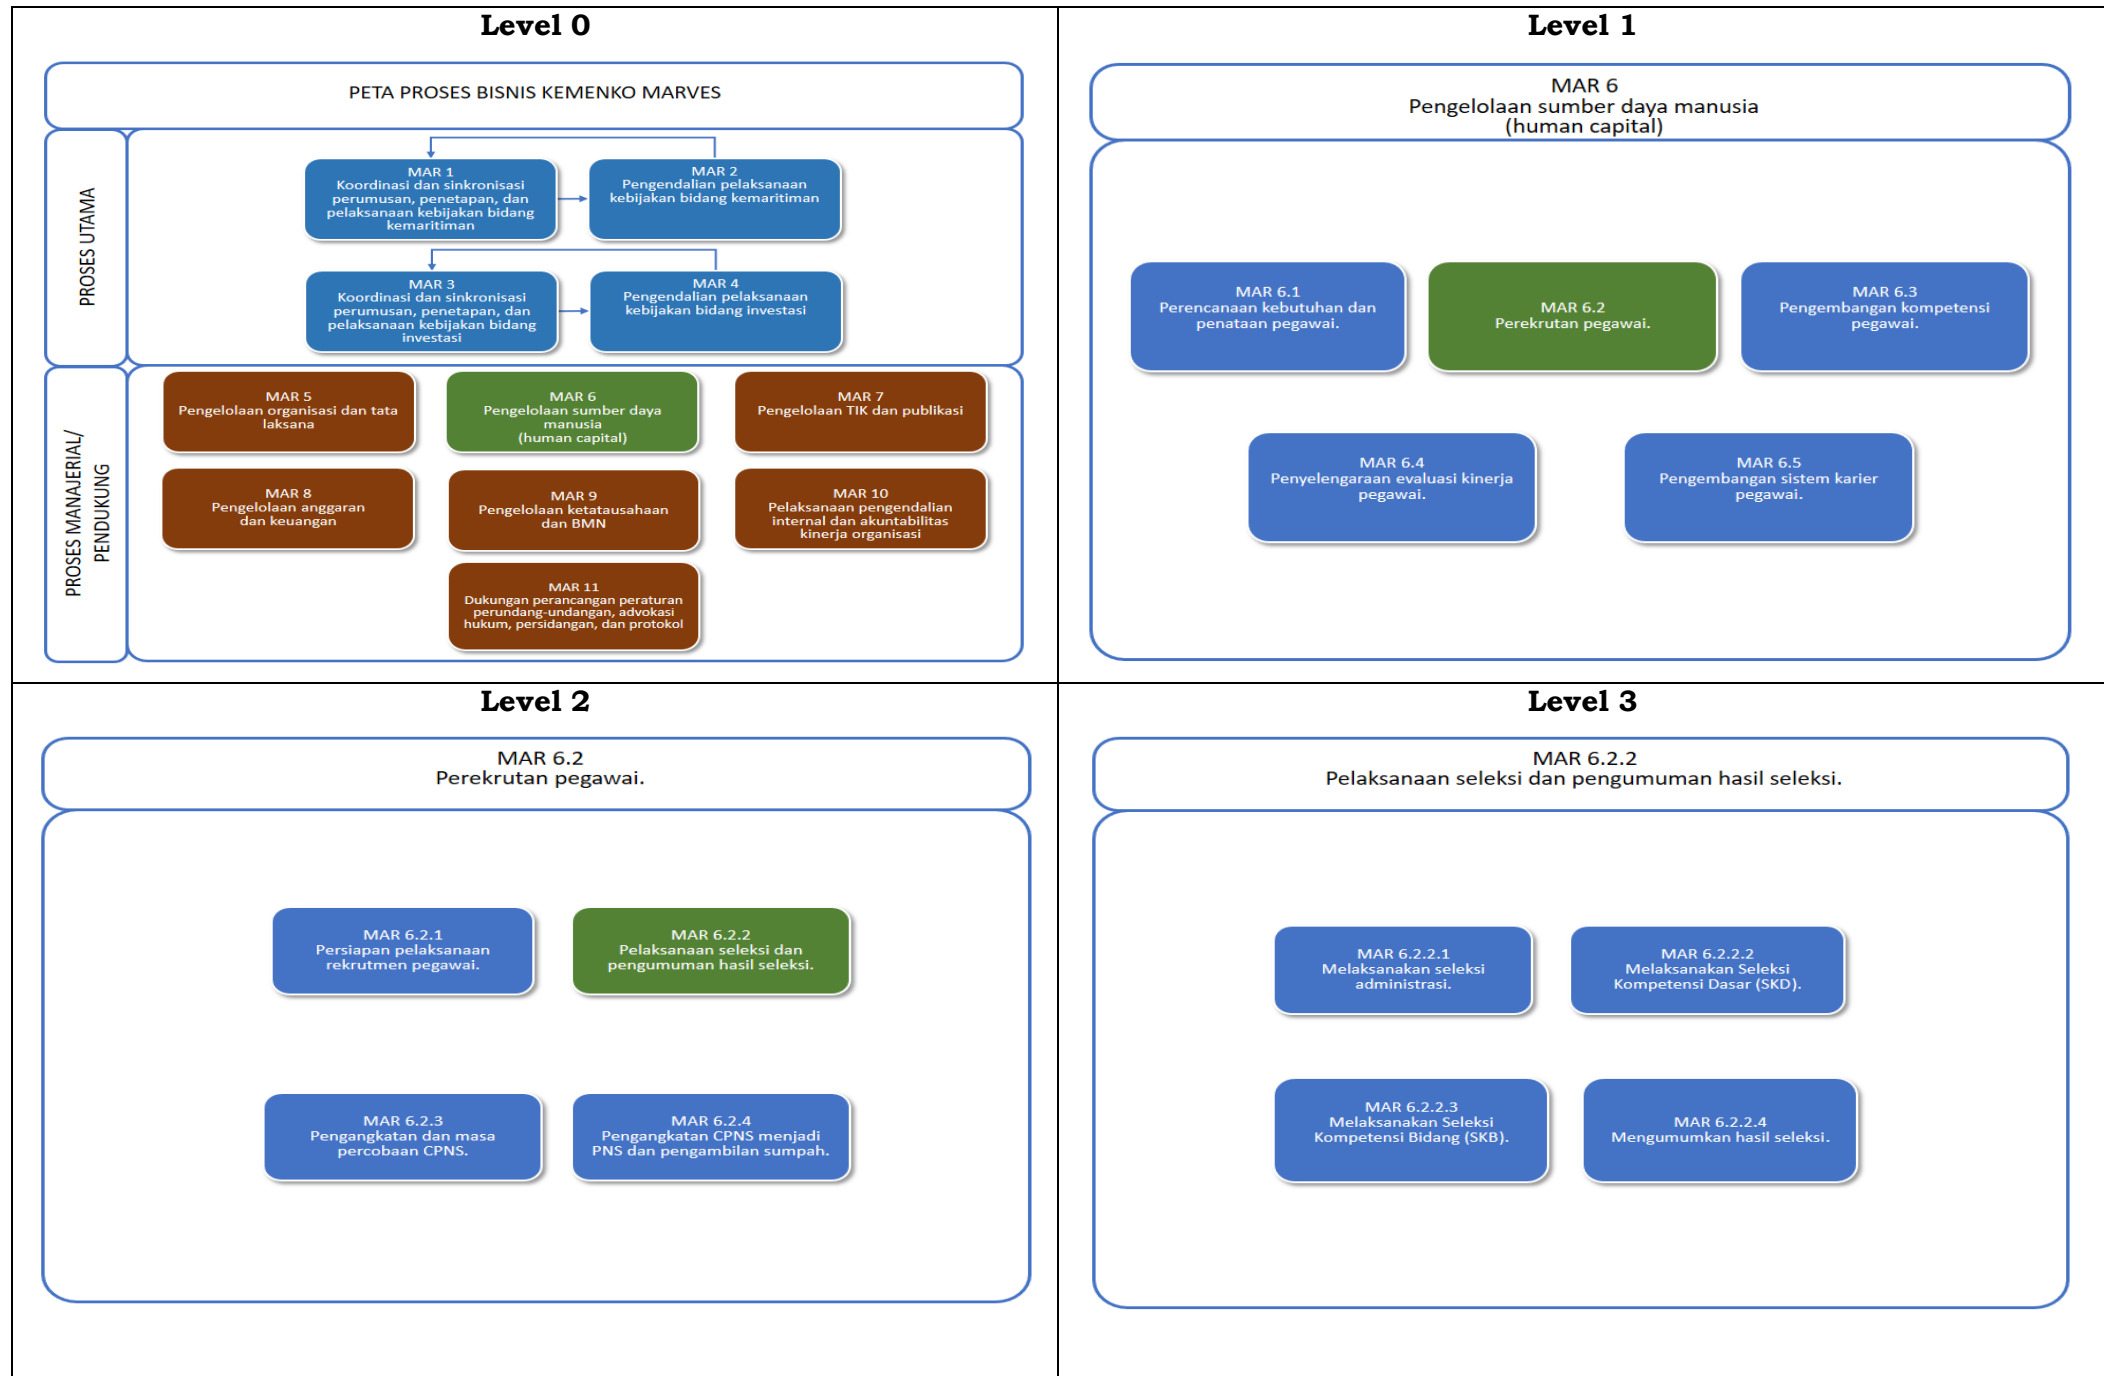 Level 0
PETA PROSES BISNIS KEMENKO MARVES
PROSES UTAMA
MAR 1
Koordinasi dan sinkronisasi
perumusan, penetapan, dan
pelaksanaan kebijakan bidang
kemaritiman
MAR 2
Pengendalian pelaksanaan
kebijakan bidang kemaritiman
MAR 3
Koordinasi dan sinkronisasi
perumusan, penetapan, dan
pelaksanaan kebijakan bidang
investasi
MAR 4
Pengendalian pelaksanaan
kebijakan bidang investasi
PROSES MANAJERIAL/
PENDUKUNG
MAR 5
Pengelolaan organisasi dan tata
laksana
MAR 6
Pengelolaan sumber daya
manusia
(human capital)
MAR 7
Pengelolaan TIK dan publikasi
MAR 8
Pengelolaan anggaran
dan keuangan
MAR 9
Pengelolaan ketatausahaan
dan BMN
MAR 10
Pelaksanaan pengendalian
internal dan akuntabilitas
kinerja organisasi
MAR 11
Dukungan perancangan peraturan
perundang-undangan, advokasi
hukum, persidangan, dan protokol
Level 1
MAR 6
Pengelolaan sumber daya manusia
(human capital)
MAR 6.1
Perencanaan kebutuhan dan
penataan pegawai.
MAR 6.2
Perekrutan pegawai.
MAR 6.3
Pengembangan kompetensi
pegawai.
MAR 6.4
Penyelengaraan evaluasi kinerja
pegawai.
MAR 6.5
Pengembangan sistem karier
pegawai.
Level 2
MAR 6.2
Perekrutan pegawai.
MAR 6.2.1
Persiapan pelaksanaan
rekrutmen pegawai.
MAR 6.2.2
Pelaksanaan seleksi dan
pengumuman hasil seleksi.
MAR 6.2.3
Pengangkatan dan masa
percobaan CPNS.
MAR 6.2.4
Pengangkatan CPNS menjadi
PNS dan pengambilan sumpah.
Level 3
MAR 6.2.2
Pelaksanaan seleksi dan pengumuman hasil seleksi.
MAR 6.2.2.1
Melaksanakan seleksi
administrasi.
MAR 6.2.2.2
Melaksanakan Seleksi
Kompetensi Dasar (SKD).
MAR 6.2.2.3
Melaksanakan Seleksi
Kompetensi Bidang (SKB).
MAR 6.2.2.4
Mengumumkan hasil seleksi.